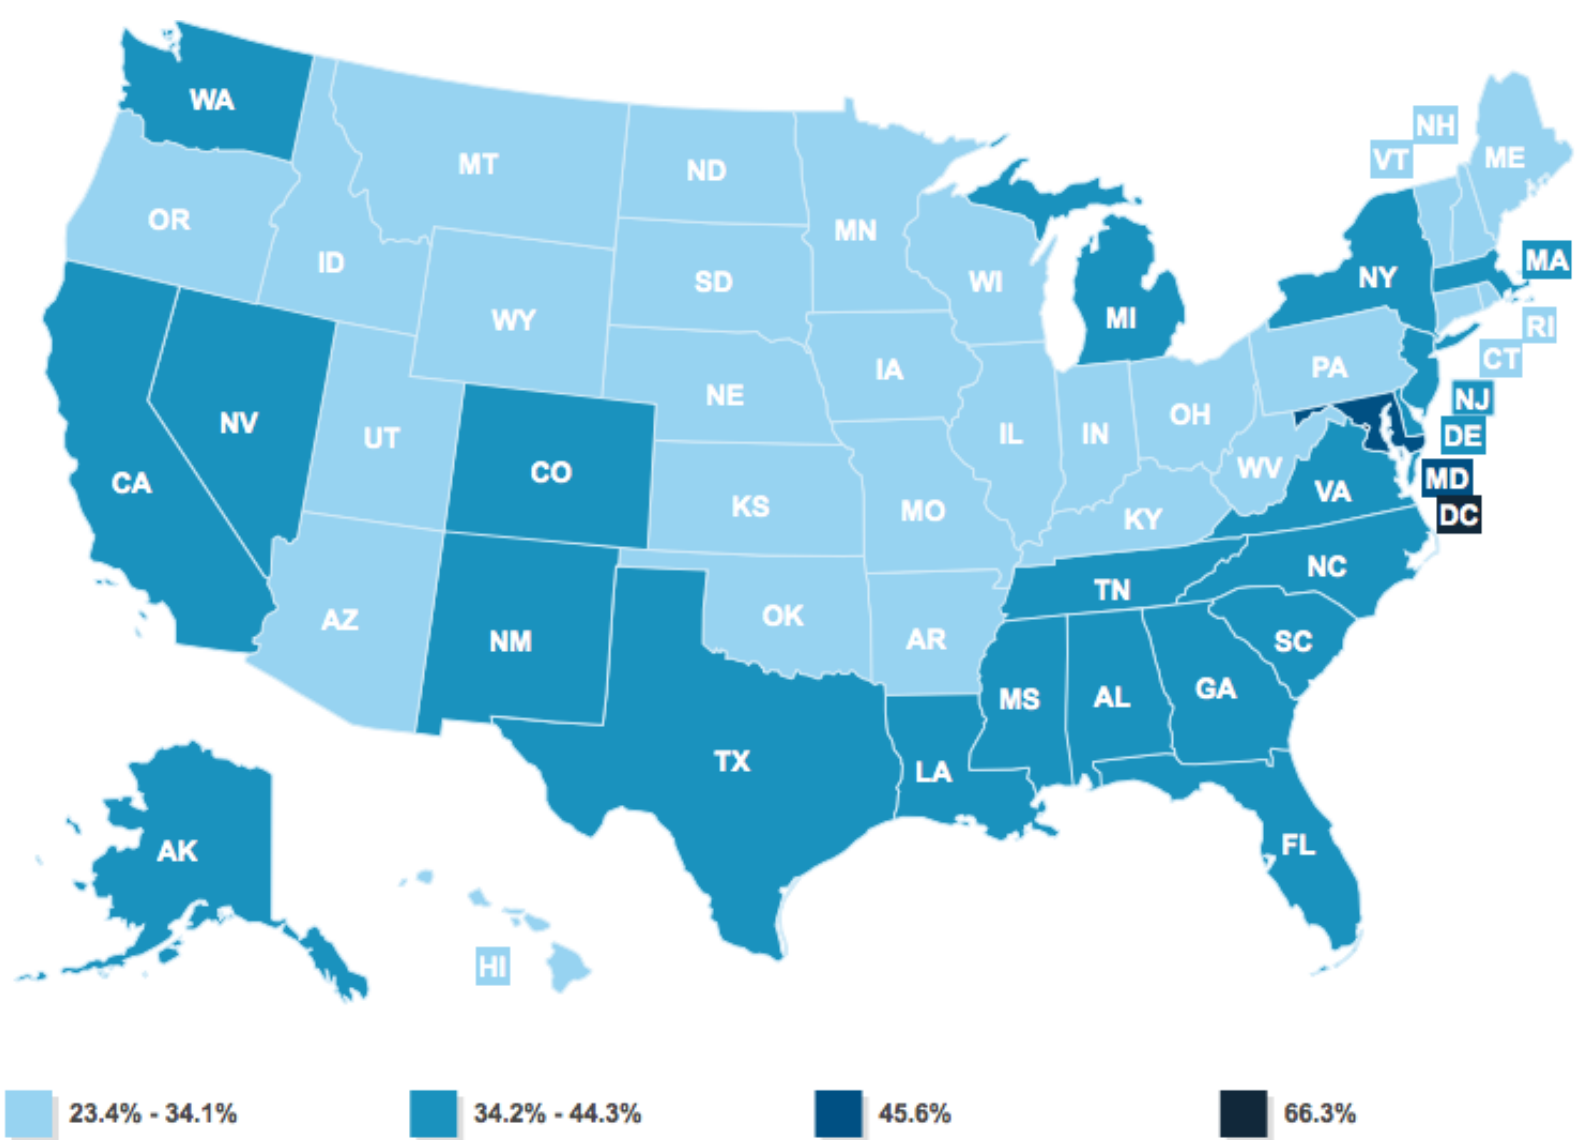 WA
NH
ME
VT
MT
ND
OR
MN
ID
MA
NY
SD
WI
WY
MI
RI
CT
PA
IA
NE
NJ
OH
NV
IL
IN
DE
UT
WV
CO
MD
CA
VA
KS
MO
DC
KY
NC
TN
AZ
OK
AR
NM
SC
GA
MS
AL
TX
LA
FL
AK
HI
23.4% - 34.1%
34.2% - 44.3%
45.6%
66.3%